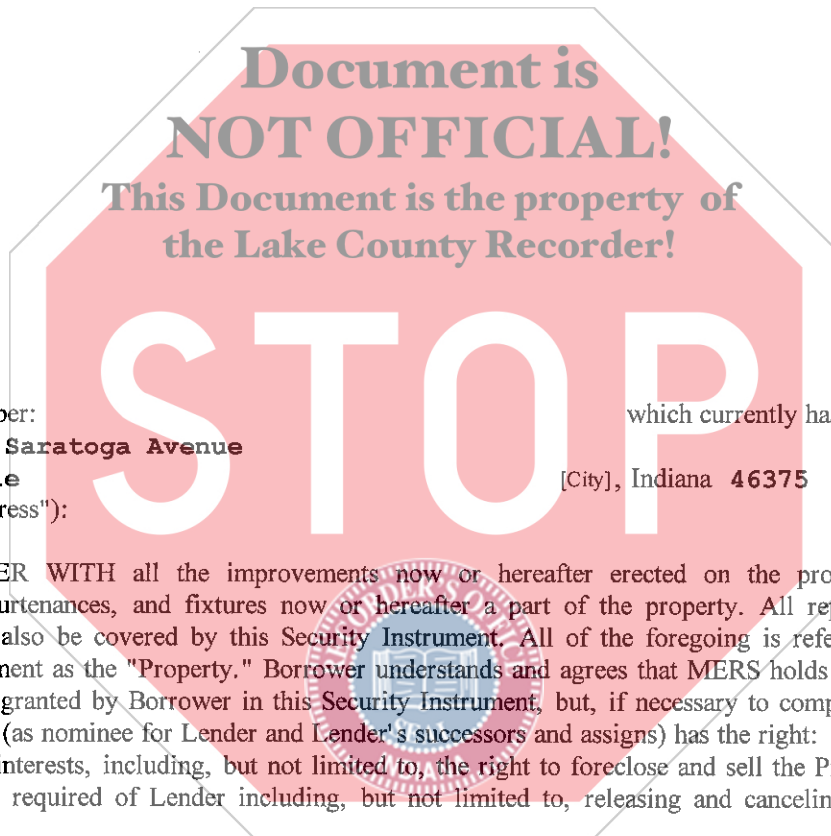 Document is
NOT OFFICIAL!
This Document is the property of
the Lake County Recorder!
STOP
which currently ha
Saratoga Avenue
[City], Indiana 46375
ress"):
ER WITH all the improvements now or hereafter erected on the pro
urtenances, and fixtures now or hereafter a part of the property. All rep
also be covered by this Security Instrument. All of the foregoing is refe
nent as the "Property." Borrower understands and agrees that MERS holds
granted by Borrower in this Security Instrument, but, if necessary to comp
(as nominee for Lender and Lender's successors and assigns) has the right:
interests, including, but not limited to, the right to foreclose and sell the P
required of Lender including, but not limited to, releasing and cancelin